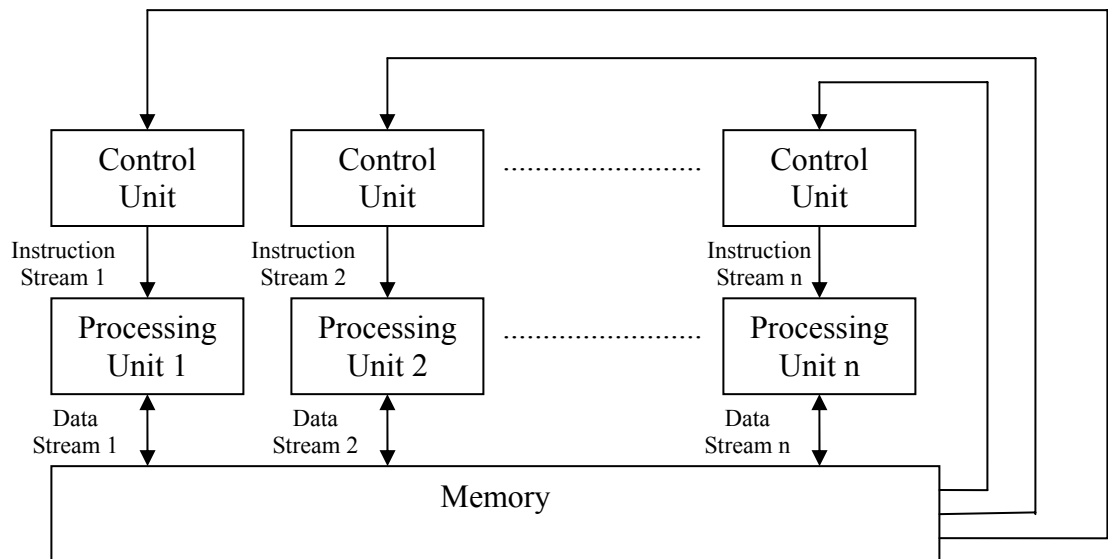 Control
Unit
Control
Unit
..........................
Control
Unit
Instruction
Stream 1
Instruction
Stream 2
Instruction
Stream n
Processing
Unit 1
Processing
Unit 2
..........................
Processing
Unit n
Data
Stream 1
Data
Stream 2
Data
Stream n
Memory